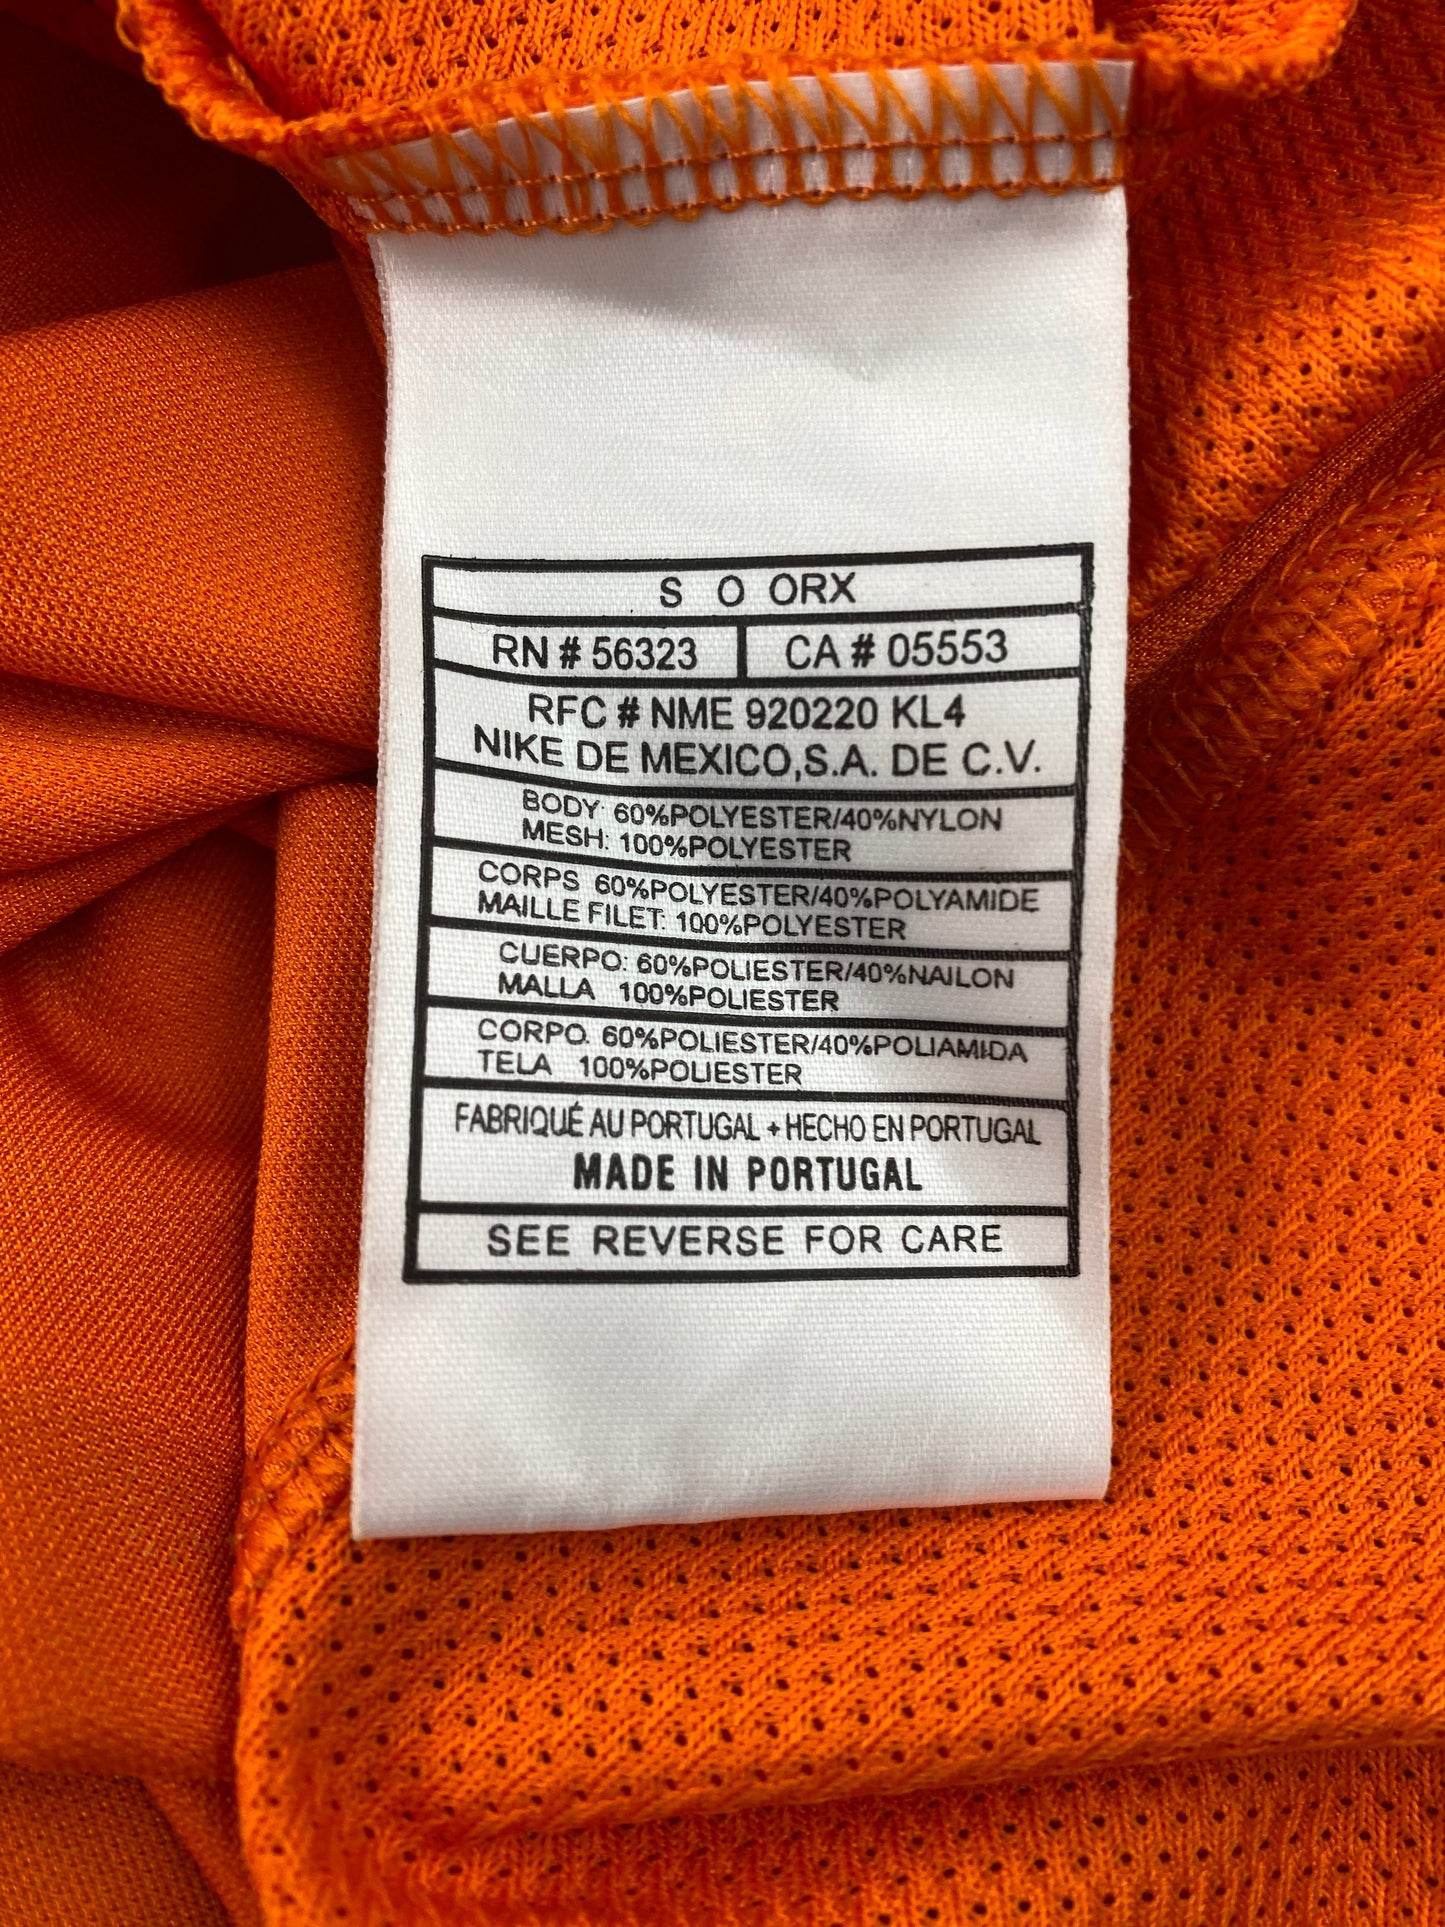 S O ORX
RN # 56323 CA # 05553
RFC # NME 920220 KL4
NIKE DE MEXICO,S.A. DE C.V.
BODY: 60%POLYESTER/40%NYLON
MESH: 100%POLYESTER
CORPS 60%POLYESTER/40%POLYAMIDE
MAILLE FILET: 100%POLYESTER
CUERPO: 60%POLIESTER/40%NAILON
MALLA 100%POLIESTER
CORPO. 60%POLIESTER/40%POLIAMIDA
TELA 100%POLIESTER
FABRIQUÉ AU PORTUGAL + HECHO EN PORTUGAL
MADE IN PORTUGAL
SEE REVERSE FOR CARE